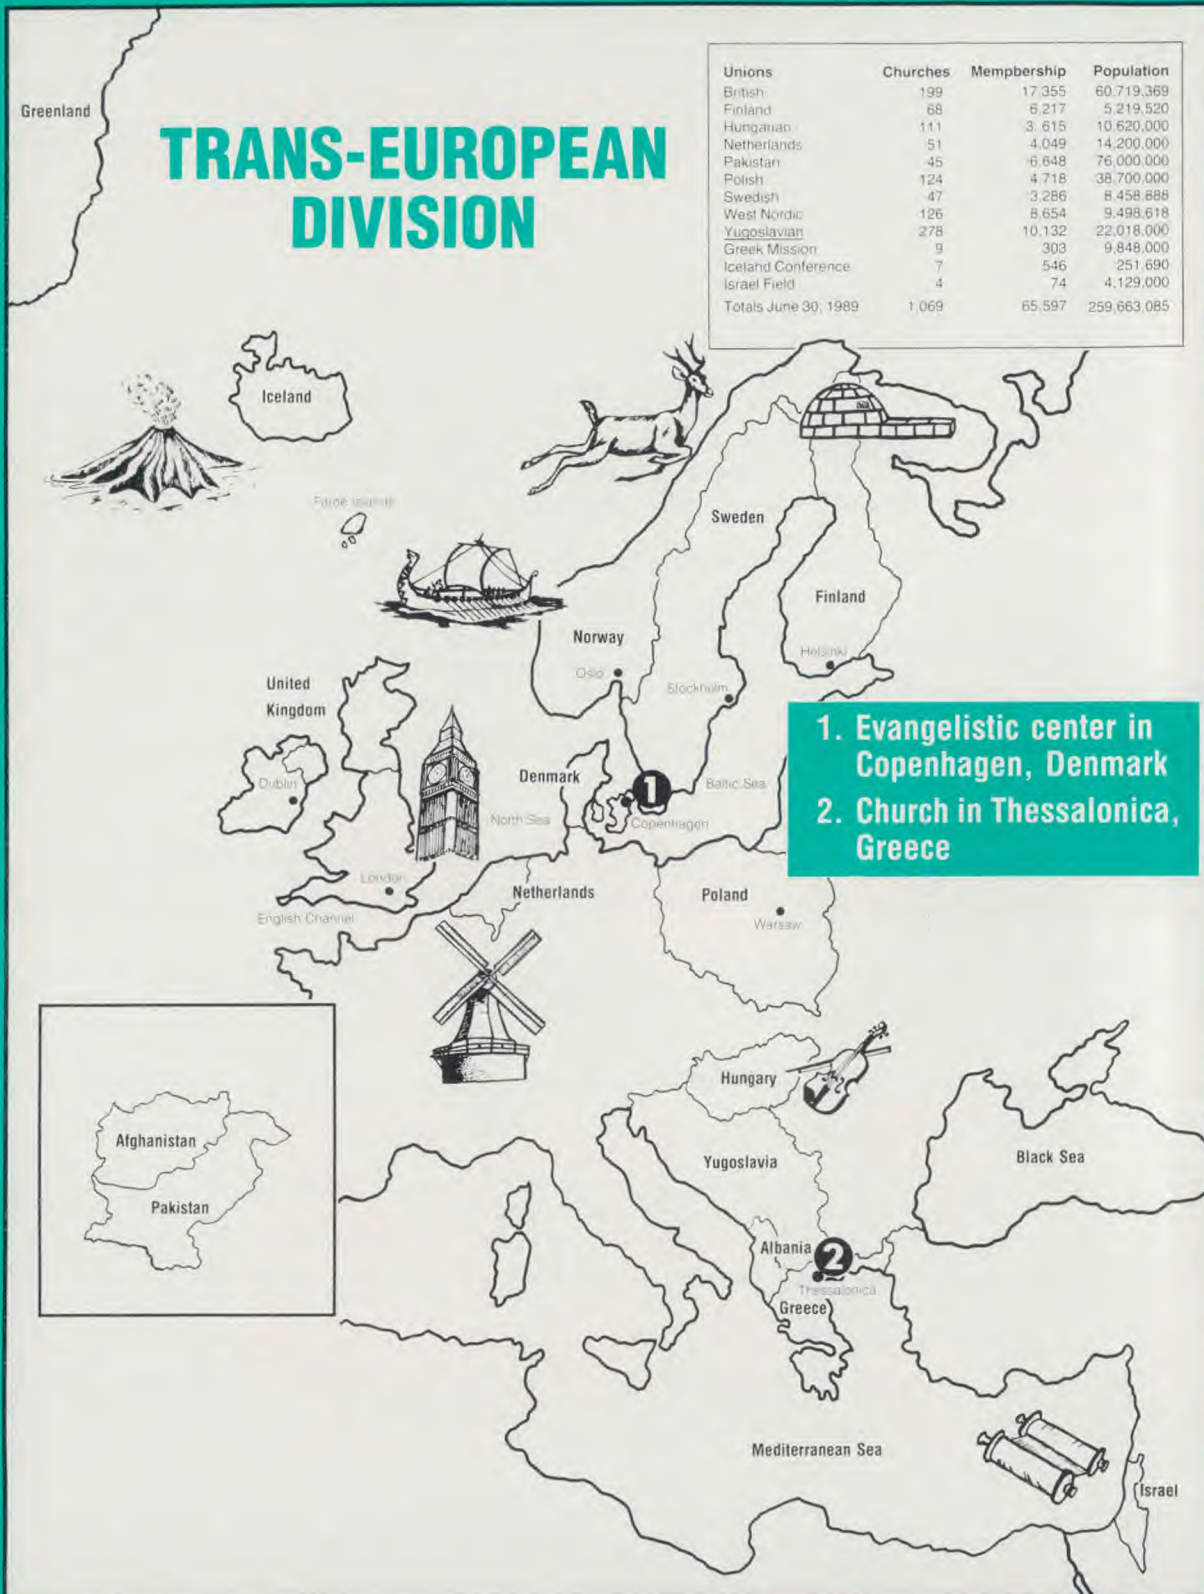 Greenland
TRANS-EUROPEAN
DIVISION
Unions Churches Mempbership Population
British 199 17,355 60,719,369
Finland 68 6,217 5,219,520
Hungarian 111 3,615 10,620,000
Netherlands 51 4,049 14,200,000
Pakistan 45 6,648 76,000,000
Polish 124 4,718 38,700,000
Swedish 47 3,286 8,458,888
West Nordic 126 8,654 9,498,618
Yugoslavian 278 10,132 22,018,000
Greek Mission 9 303 9,848,000
Iceland Conference 7 546 251,690
Israel Field 4 74 4,129,000
Totals June 30, 1989 1,069 65,597 259,663,085
Iceland
Faroe Islands
Sweden
Finland
Norway
Helsinki
Oslo
Stockholm
United
Kingdom
1. Evangelistic center in
Copenhagen, Denmark
2. Church in Thessalonica,
Greece
Denmark
Dublin
1
Baltic Sea
North Sea
Copenhagen
London
Netherlands
Poland
English Channel
Warsaw
Hungary
Afghanistan
Yugoslavia
Black Sea
Pakistan
Albania
2
Thessalonica
Greece
Mediterranean Sea
Israel